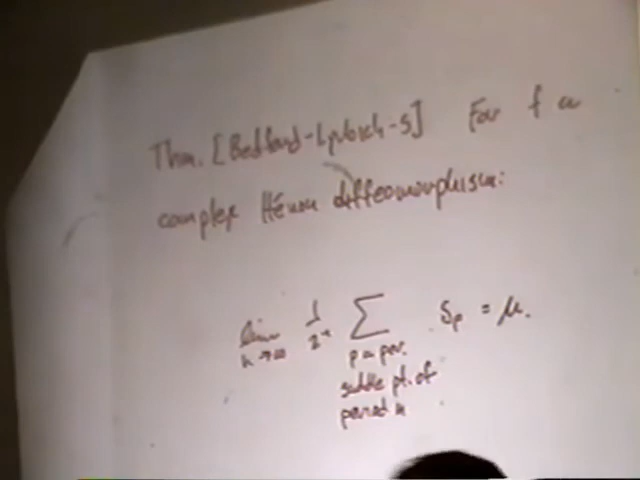 Thm. [Bedford-Lyubich-S] For f a
complex Hénon diffeomorphism:
lim 1/2ⁿ ∑ δp = μ.
n→∞ p a per.
saddle pt. of
period n